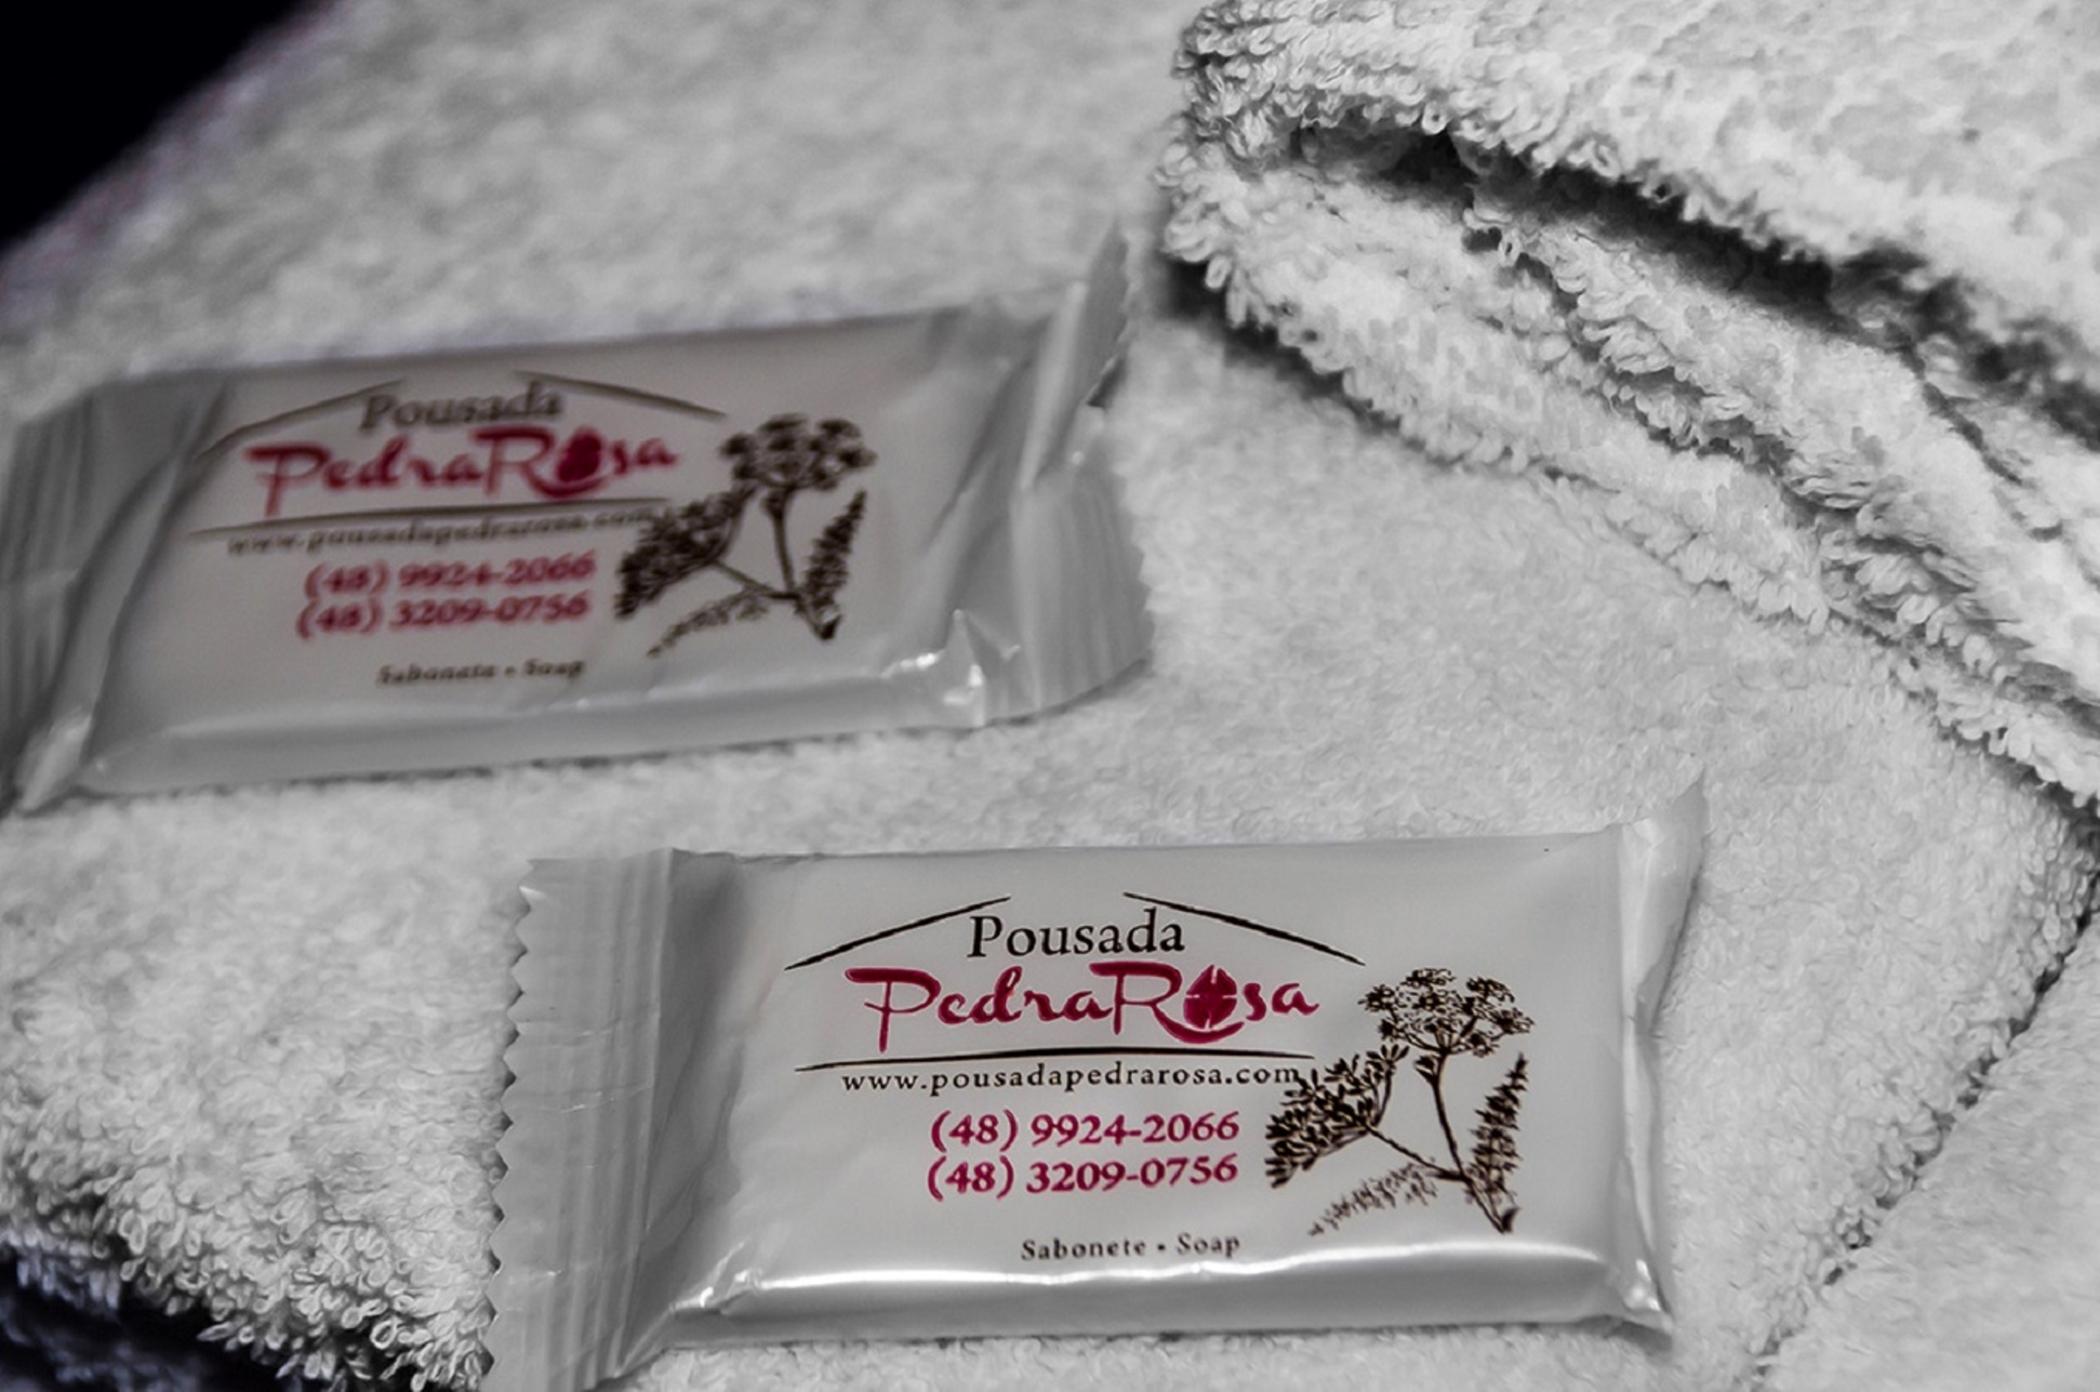 Pousada
PedraRosa
www.pousadapedrarosa.com
(48) 9924-2066
(48) 3209-0756
Sabonete • Soap
Pousada
PedraRosa
www.pousadapedrarosa.com
(48) 9924-2066
(48) 3209-0756
Sabonete • Soap